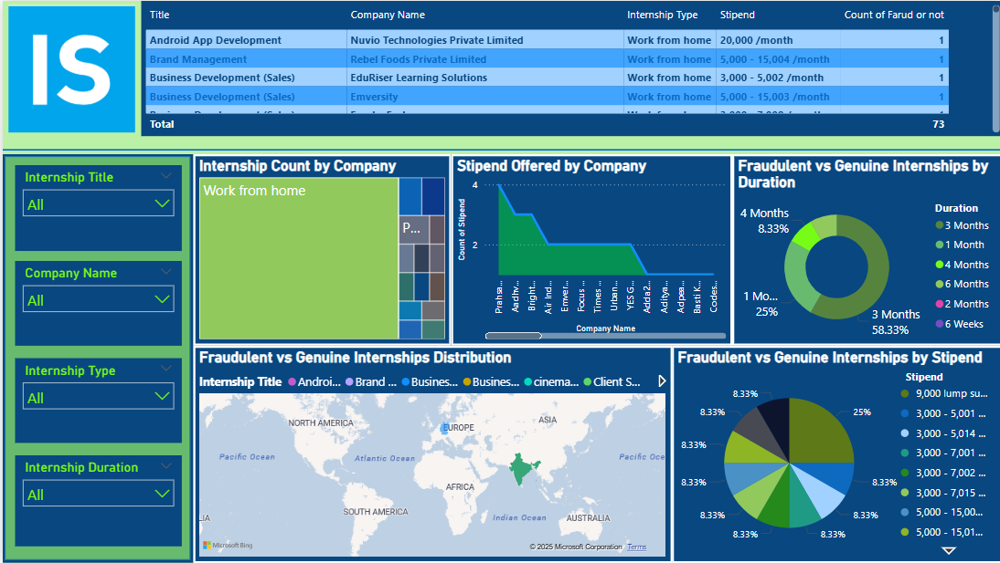 IS
Title Company Name Internship Type Stipend Count of Farud or not
Android App Development Nuvio Technologies Private Limited Work from home 20,000 /month 1
Brand Management Rebel Foods Private Limited Work from home 5,000 - 15,004 /month 1
Business Development (Sales) EduRiser Learning Solutions Work from home 3,000 - 5,002 /month 1
Business Development (Sales) Emversity Work from home 5,000 - 15,003 /month 1
Total 73
Internship Title
All
Company Name
All
Internship Type
All
Internship Duration
All
Internship Count by Company
Work from home
P...
Stipend Offered by Company
Count of Stipend
4
2
Prahsa...
Aadhv...
Bright...
Air Ind...
Emver...
Focus ...
Times ...
Urban...
YES G...
Adda2...
Aditya...
Adpea...
Basti K...
Codes...
Company Name
Fraudulent vs Genuine Internships by
Duration
4 Months
8.33%
1 Mo...
25%
3 Months
58.33%
Duration
3 Months
1 Month
4 Months
6 Months
2 Months
6 Weeks
Fraudulent vs Genuine Internships Distribution
Internship Title Androi... Brand ... Busines... Busines... cinema... Client S...
NORTH AMERICA
EUROPE
ASIA
Pacific Ocean
Atlantic Ocean
Pacific Oce
AFRICA
SOUTH AMERICA
Indian Ocean
LIA
AUSTRALIA
Microsoft Bing
© 2025 Microsoft Corporation Terms
Fraudulent vs Genuine Internships by Stipend
25%
8.33%
8.33%
8.33%
8.33%
8.33%
8.33%
8.33%
8.33%
8.33%
Stipend
9,000 lump su...
3,000 - 5,001 ...
3,000 - 5,014 ...
3,000 - 7,001 ...
3,000 - 7,002 ...
3,000 - 7,015 ...
5,000 - 15,00...
5,000 - 15,01...